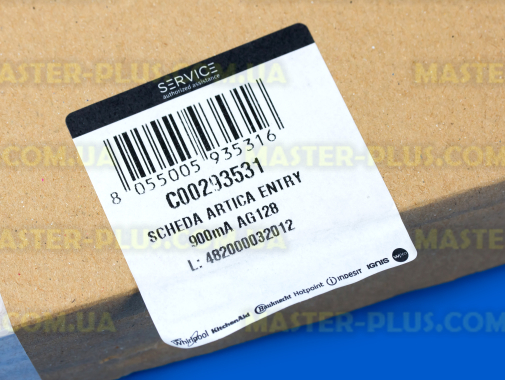 SERVICE
authorized assistance
8 055005 935316
C00293531
SCHEDA ARTICA ENTRY
900mA AG128
L: 482000032012
Whirlpool KitchenAid Bauknecht Hotpoint INDESIT IGNIS
MASTER-PLUS.COM.UA